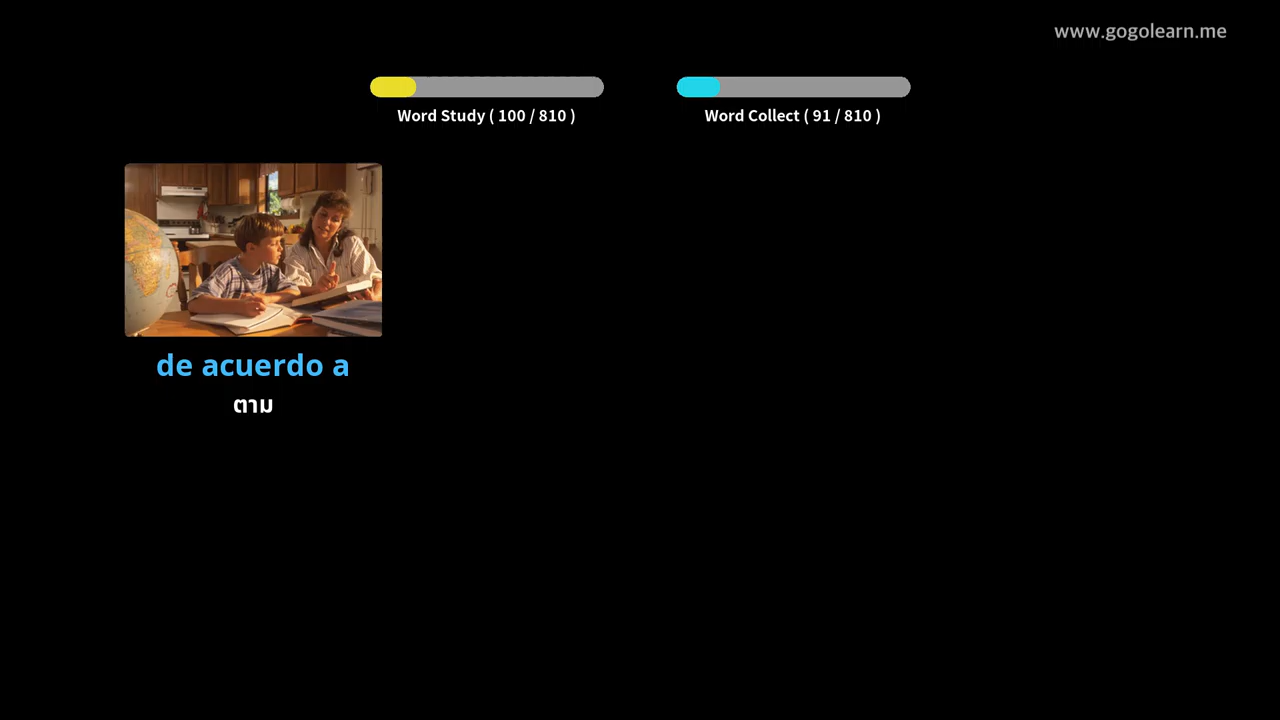 www.gogolearn.me
Word Study ( 100 / 810 )
Word Collect ( 91 / 810 )
de acuerdo a
ตาม